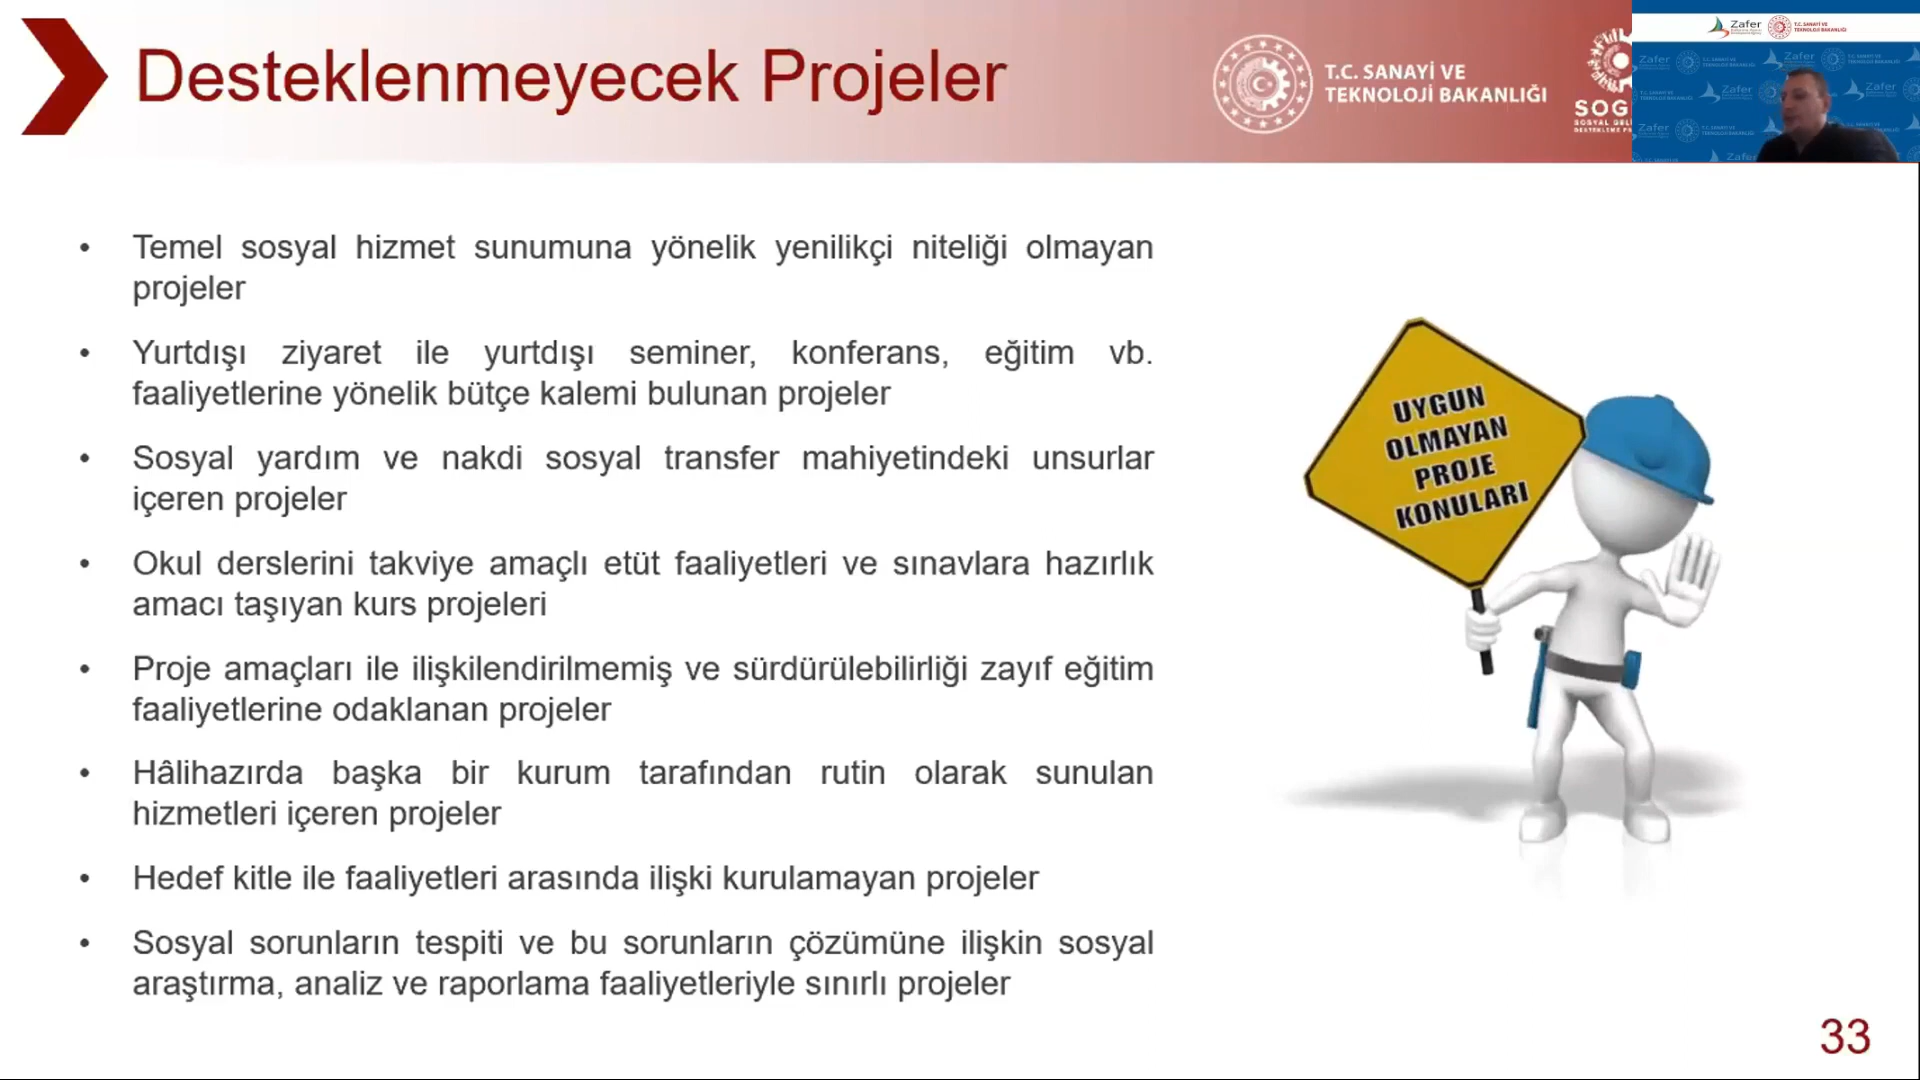 Desteklenmeyecek Projeler
T.C. SANAYİ VE
TEKNOLOJİ BAKANLIĞI
SOG
Zafer
T.C. SANAYİ VE
TEKNOLOJİ BAKANLIĞI
• Temel sosyal hizmet sunumuna yönelik yenilikçi niteliği olmayan
projeler
• Yurtdışı ziyaret ile yurtdışı seminer, konferans, eğitim vb.
faaliyetlerine yönelik bütçe kalemi bulunan projeler
• Sosyal yardım ve nakdi sosyal transfer mahiyetindeki unsurlar
içeren projeler
• Okul derslerini takviye amaçlı etüt faaliyetleri ve sınavlara hazırlık
amacı taşıyan kurs projeleri
• Proje amaçları ile ilişkilendirilmemiş ve sürdürülebilirliği zayıf eğitim
faaliyetlerine odaklanan projeler
• Hâlihazırda başka bir kurum tarafından rutin olarak sunulan
hizmetleri içeren projeler
• Hedef kitle ile faaliyetleri arasında ilişki kurulamayan projeler
• Sosyal sorunların tespiti ve bu sorunların çözümüne ilişkin sosyal
araştırma, analiz ve raporlama faaliyetleriyle sınırlı projeler
UYGUN
OLMAYAN
PROJE
KONULARI
33